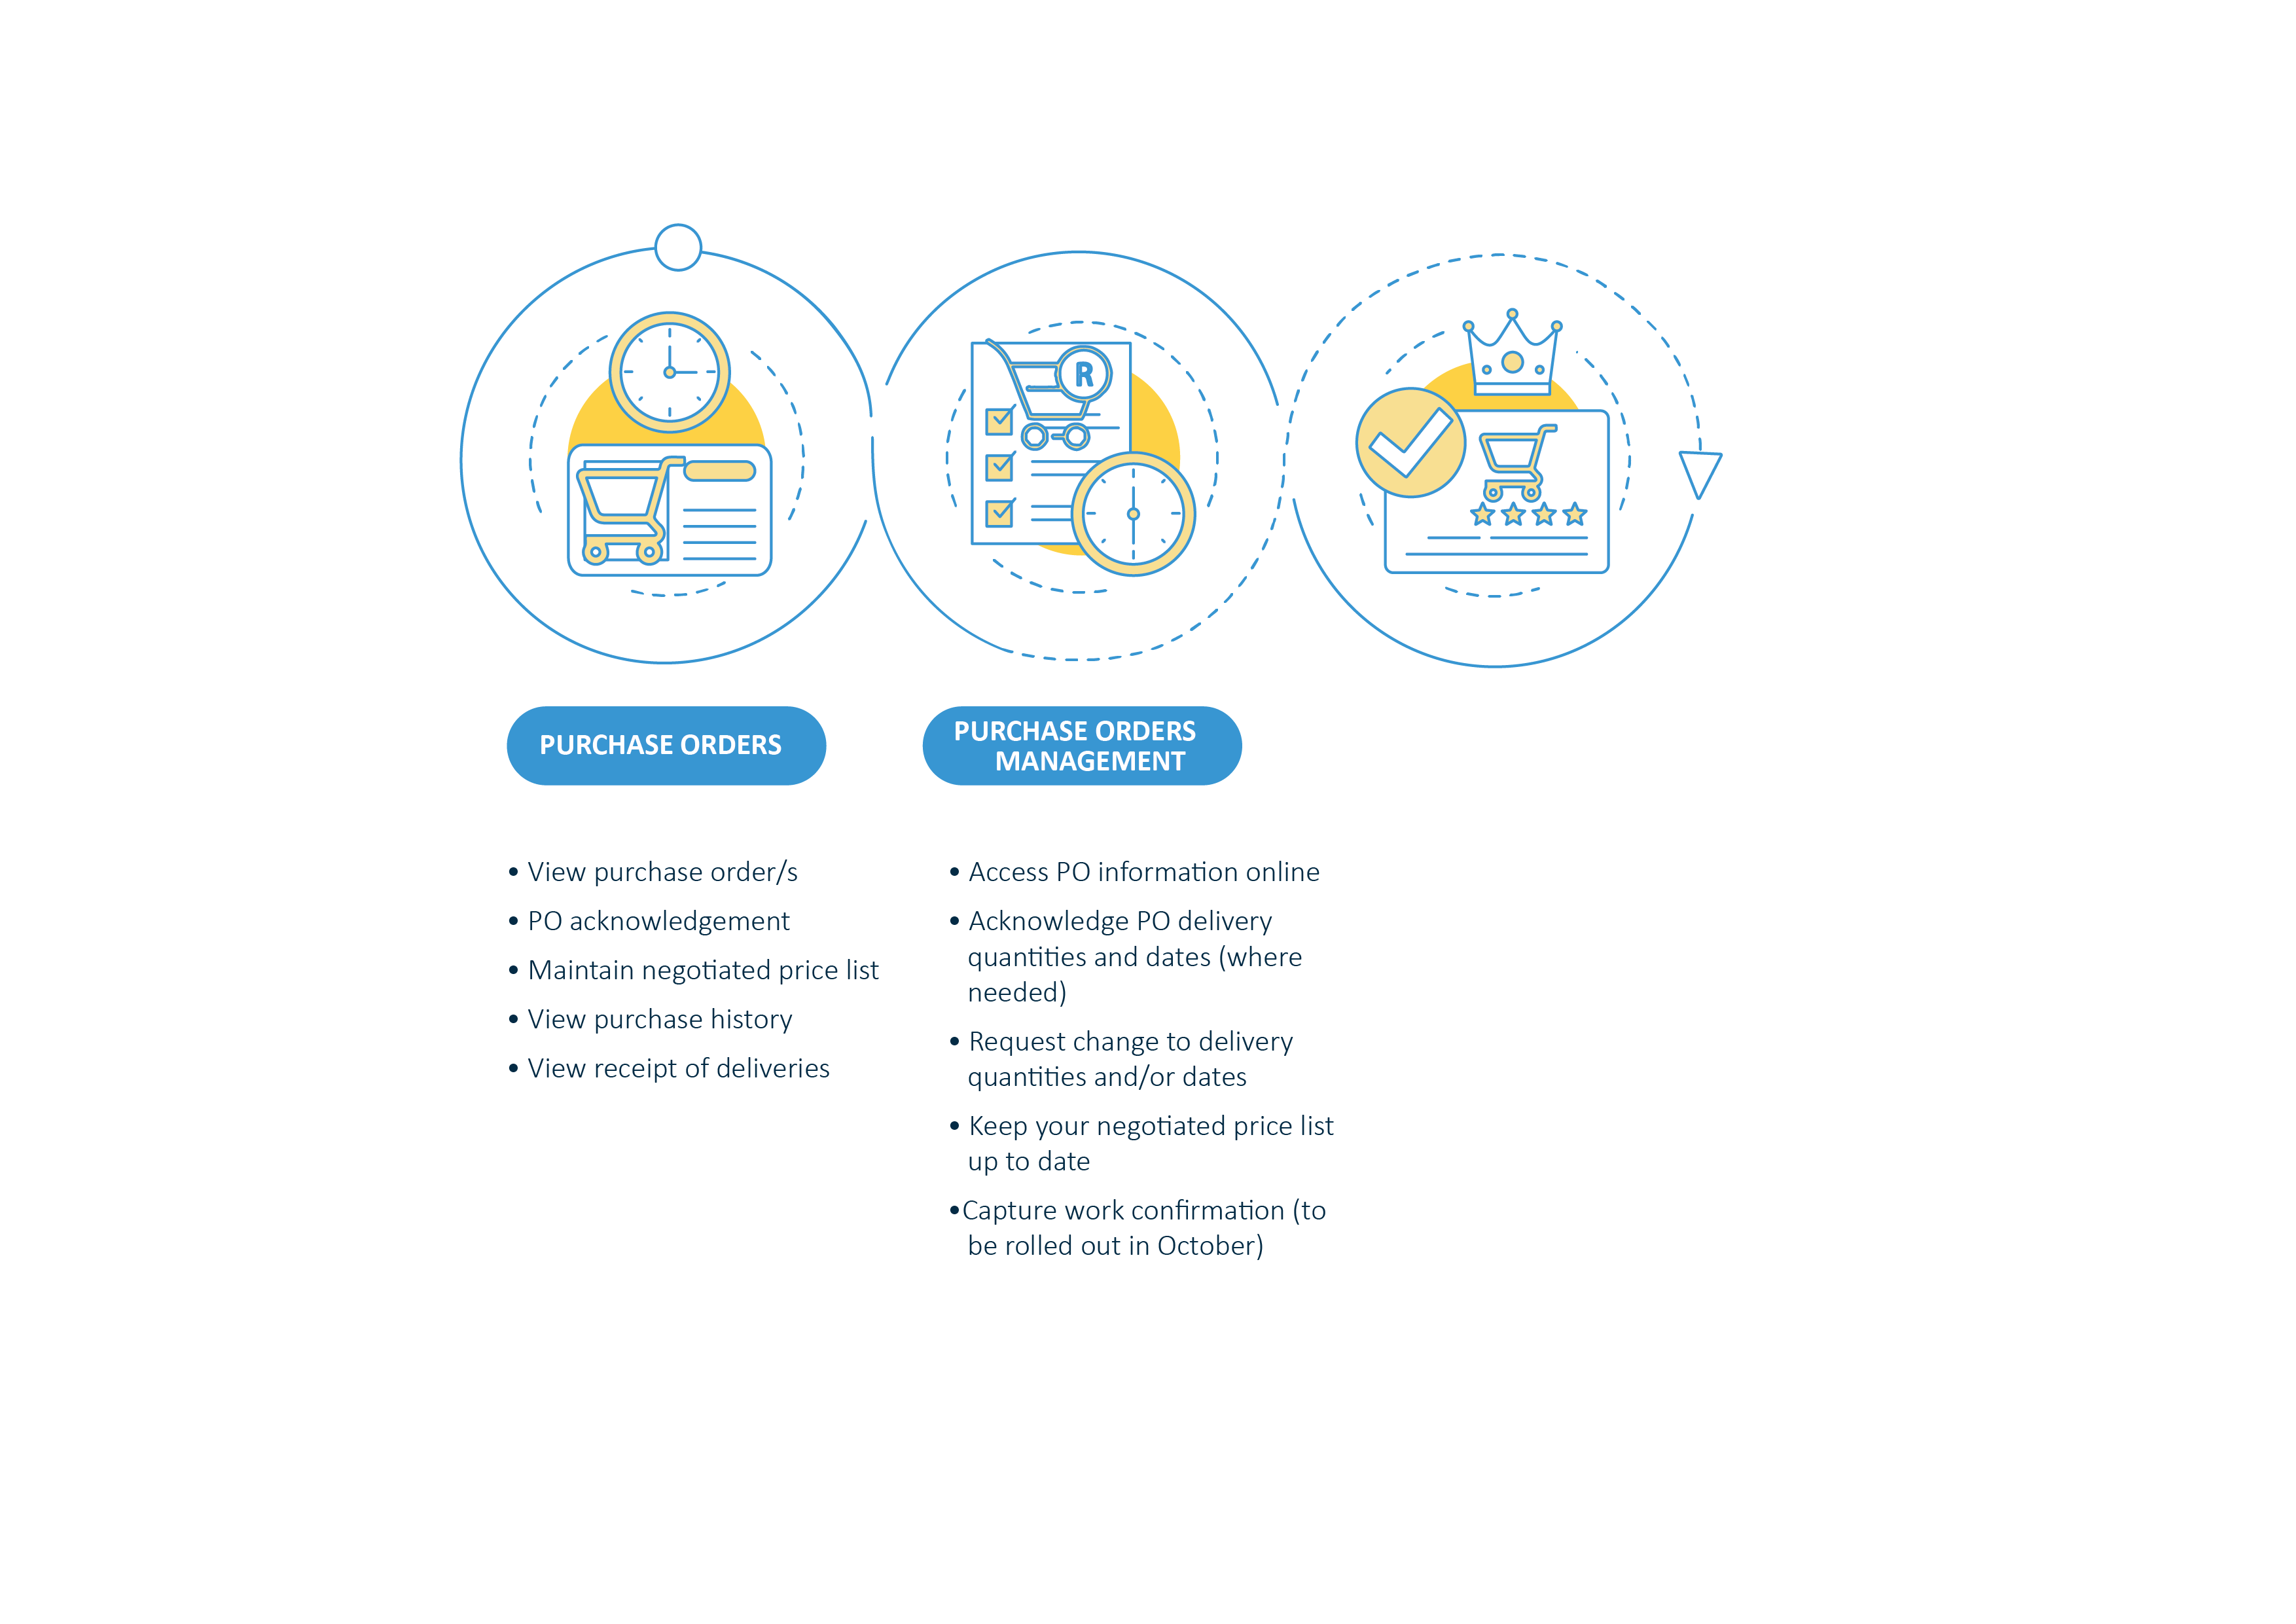 R
PURCHASE ORDERS
• View purchase order/s
• PO acknowledgement
• Maintain negotiated price list
• View purchase history
• View receipt of deliveries
PURCHASE ORDERS
MANAGEMENT
• Access PO information online
• Acknowledge PO delivery
quantities and dates (where
needed)
• Request change to delivery
quantities and/or dates
• Keep your negotiated price list
up to date
•Capture work confirmation (to
be rolled out in October)